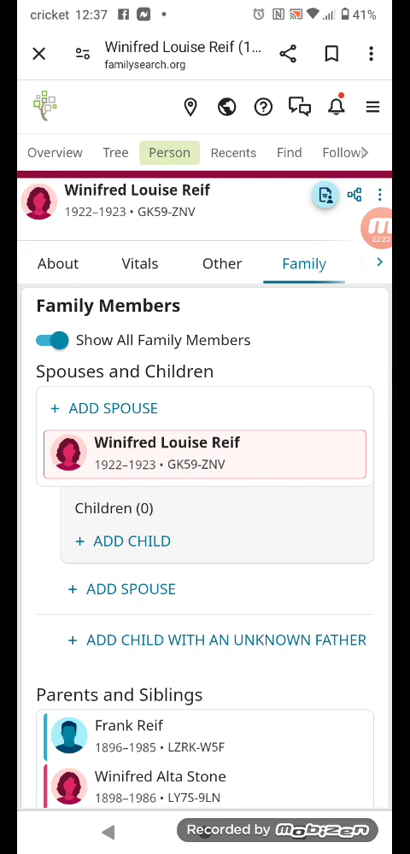 cricket 12:37
41%
Winifred Louise Reif (1...
familysearch.org
Overview Tree Person Recents Find Follow
Winifred Louise Reif
1922–1923 • GK59-ZNV
22:22
About Vitals Other Family
Family Members
Show All Family Members
Spouses and Children
+ ADD SPOUSE
Winifred Louise Reif
1922–1923 • GK59-ZNV
Children (0)
+ ADD CHILD
+ ADD SPOUSE
+ ADD CHILD WITH AN UNKNOWN FATHER
Parents and Siblings
Frank Reif
1896–1985 • LZRK-W5F
Winifred Alta Stone
1898–1986 • LY7S-9LN
Recorded by mobizen